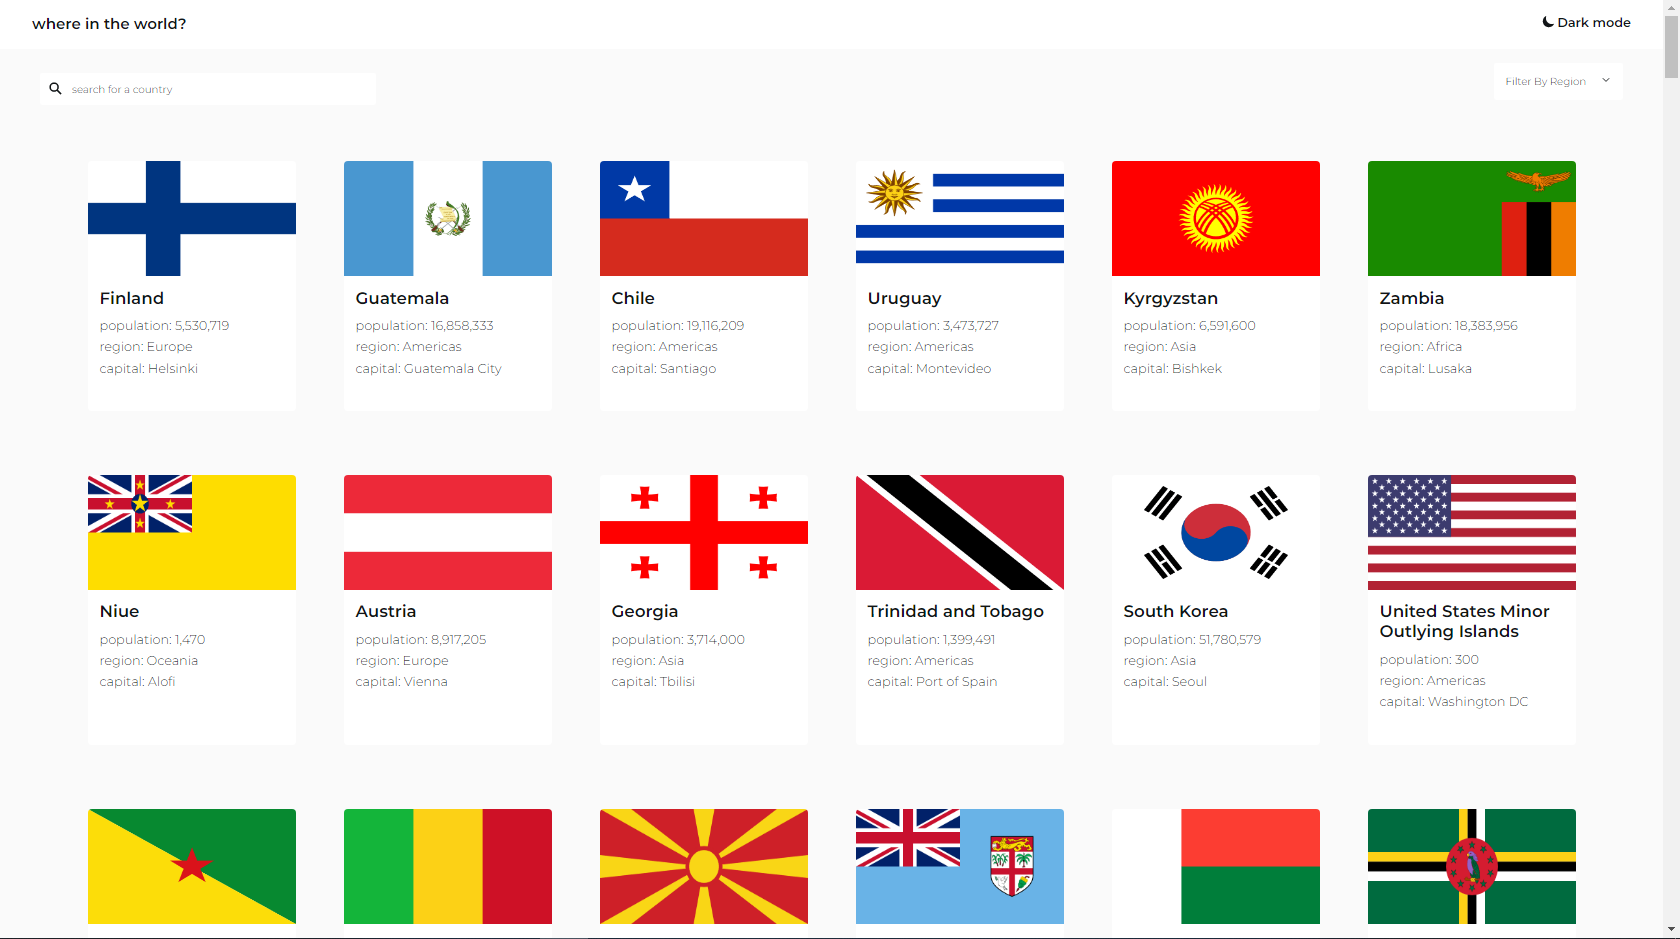 where in the world?
Dark mode
search for a country
Filter By Region
Finland
population: 5,530,719
region: Europe
capital: Helsinki
Guatemala
population: 16,858,333
region: Americas
capital: Guatemala City
Chile
population: 19,116,209
region: Americas
capital: Santiago
Uruguay
population: 3,473,727
region: Americas
capital: Montevideo
Kyrgyzstan
population: 6,591,600
region: Asia
capital: Bishkek
Zambia
population: 18,383,956
region: Africa
capital: Lusaka
Niue
population: 1,470
region: Oceania
capital: Alofi
Austria
population: 8,917,205
region: Europe
capital: Vienna
Georgia
population: 3,714,000
region: Asia
capital: Tbilisi
Trinidad and Tobago
population: 1,399,491
region: Americas
capital: Port of Spain
South Korea
population: 51,780,579
region: Asia
capital: Seoul
United States Minor
Outlying Islands
population: 300
region: Americas
capital: Washington DC